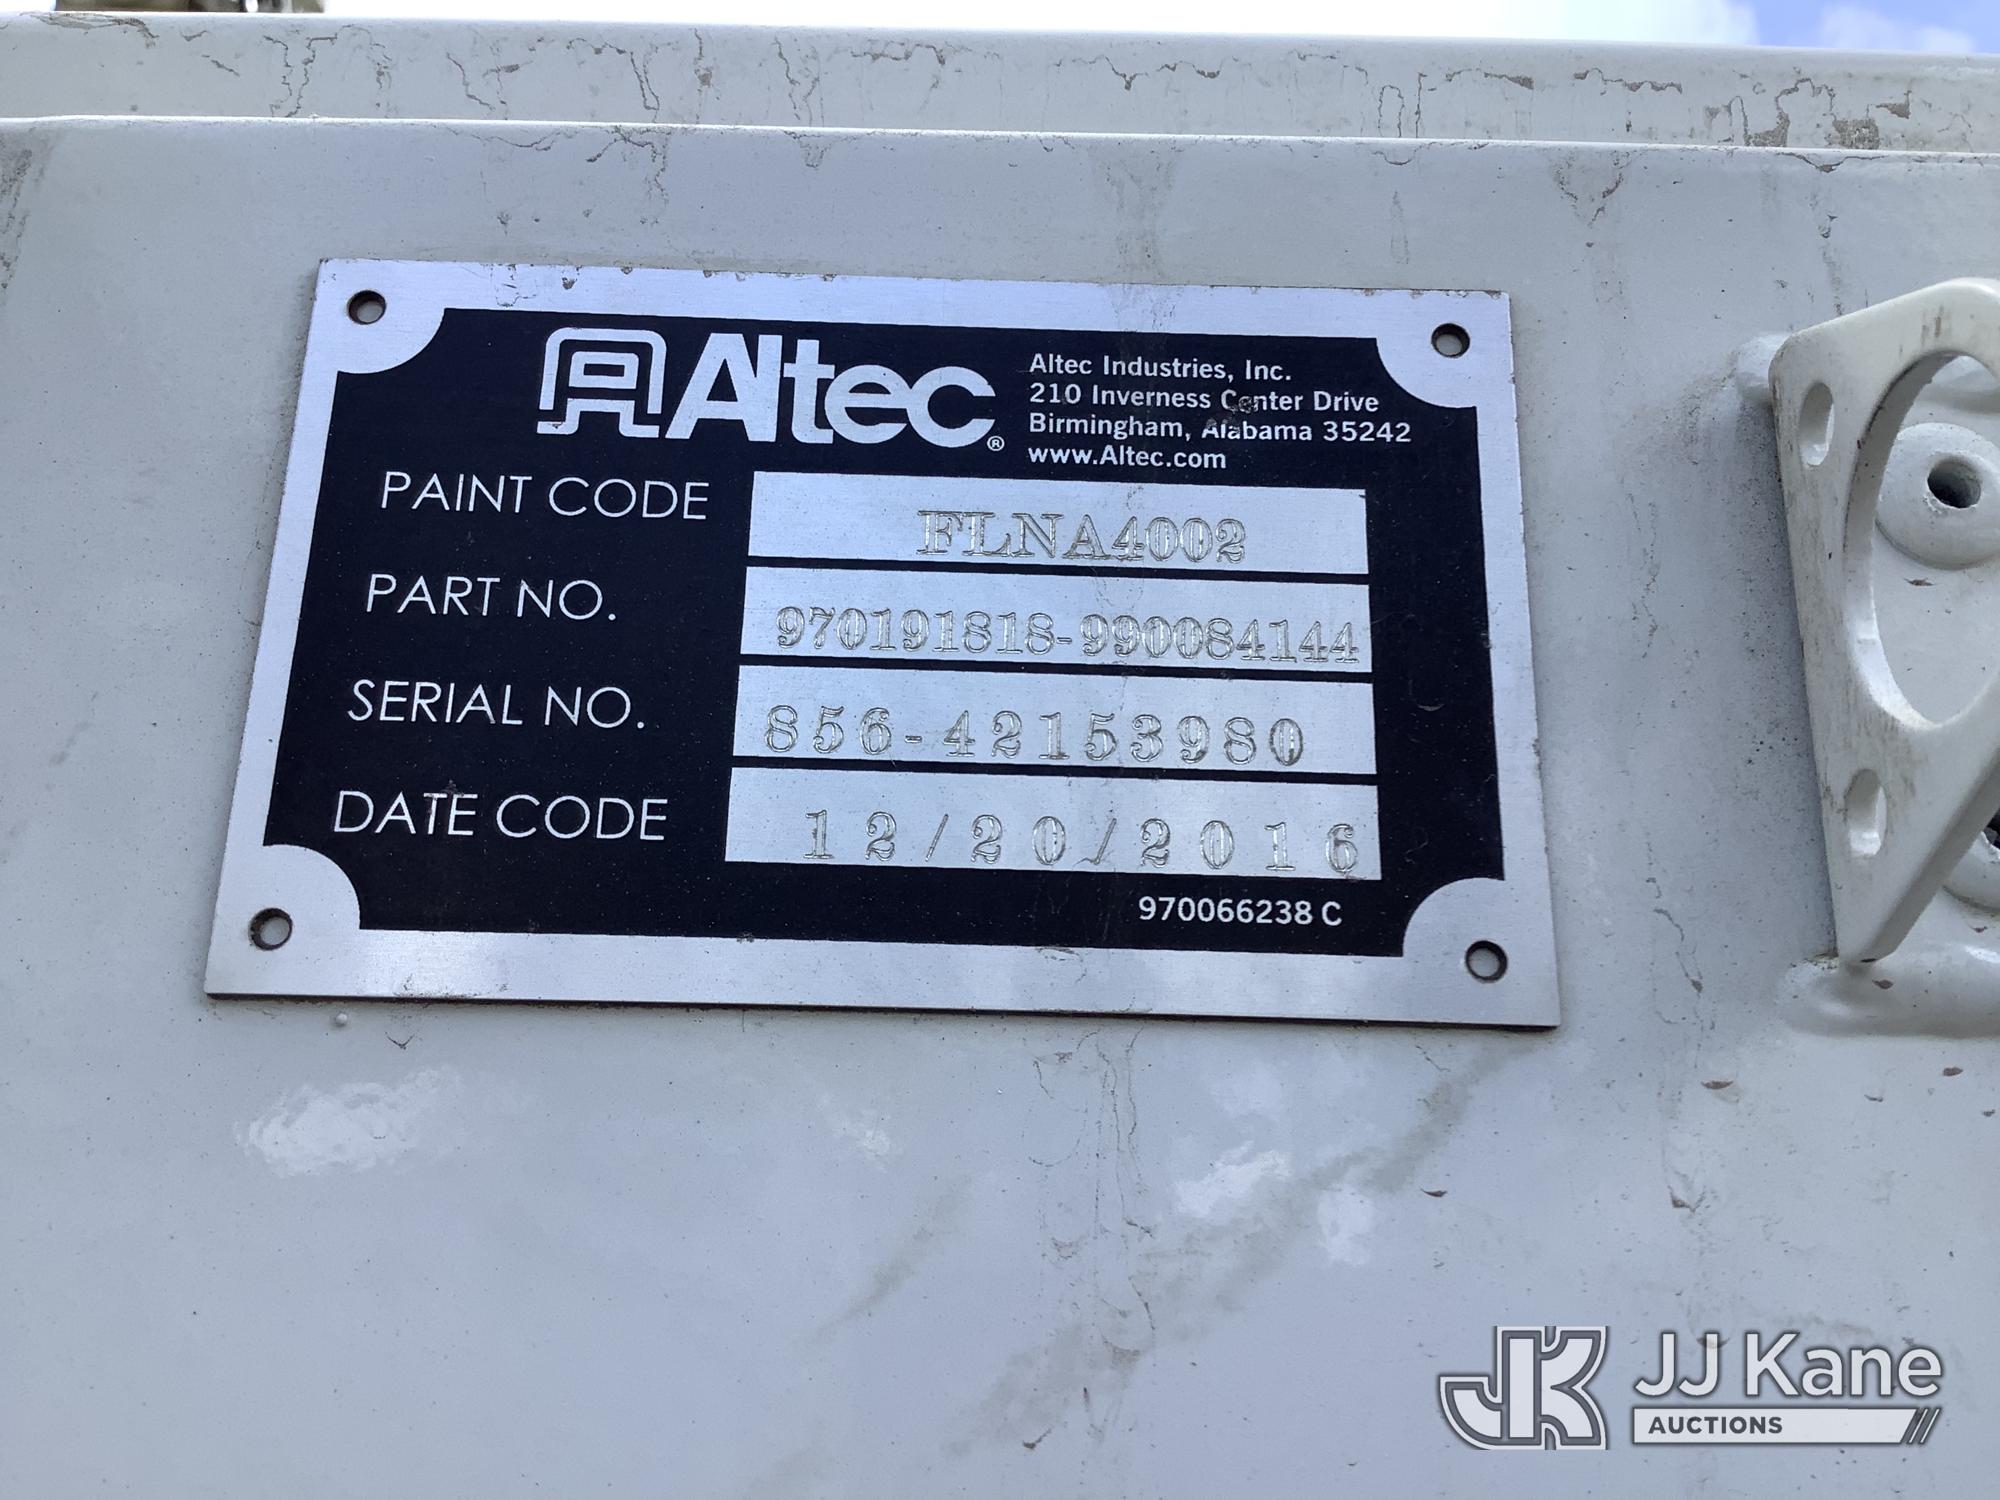 Altec®
Altec Industries, Inc.
210 Inverness Center Drive
Birmingham, Alabama 35242
www.Altec.com
PAINT CODE FLNA4002
PART NO. 970191818-990084144
SERIAL NO. 856-42153980
DATE CODE 12/20/2016
970066238 C
JK JJ Kane
AUCTIONS